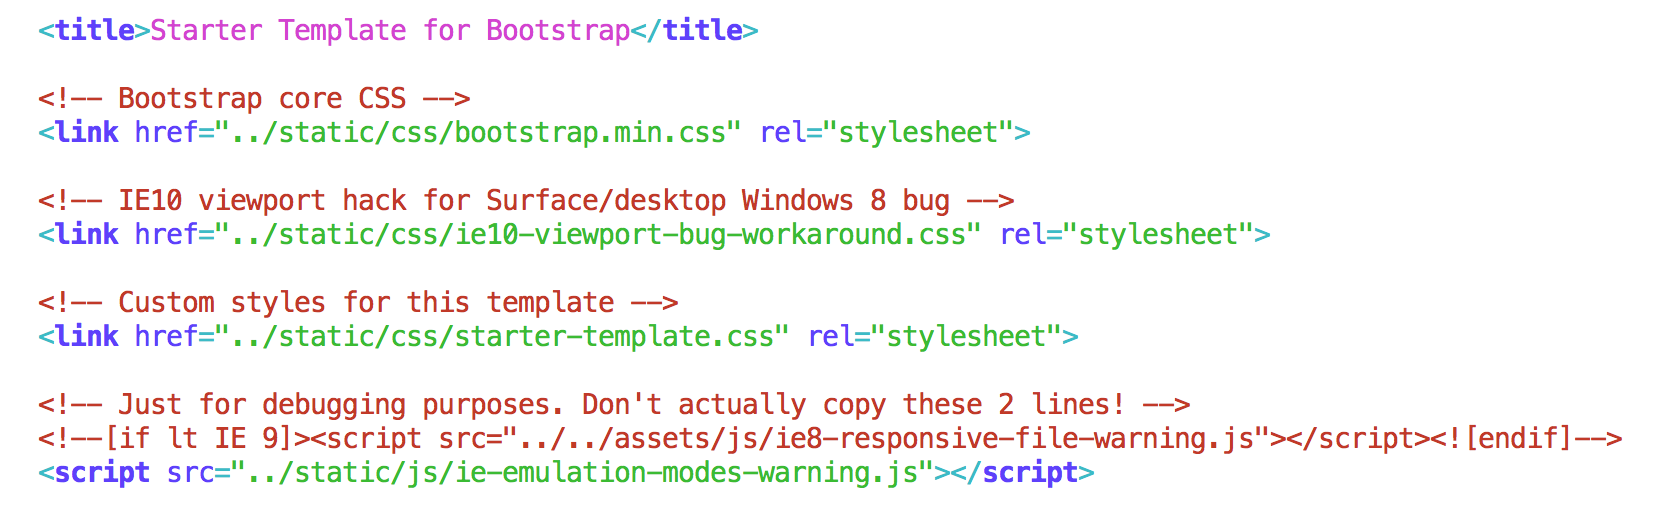 <title>Starter Template for Bootstrap</title>
<!-- Bootstrap core CSS -->
<link href="../static/css/bootstrap.min.css" rel="stylesheet">
<!-- IE10 viewport hack for Surface/desktop Windows 8 bug -->
<link href="../static/css/ie10-viewport-bug-workaround.css" rel="stylesheet">
<!-- Custom styles for this template -->
<link href="../static/css/starter-template.css" rel="stylesheet">
<!-- Just for debugging purposes. Don't actually copy these 2 lines! -->
<!--[if lt IE 9]><script src="../../assets/js/ie8-responsive-file-warning.js"></script><![endif]-->
<script src="../static/js/ie-emulation-modes-warning.js"></script>